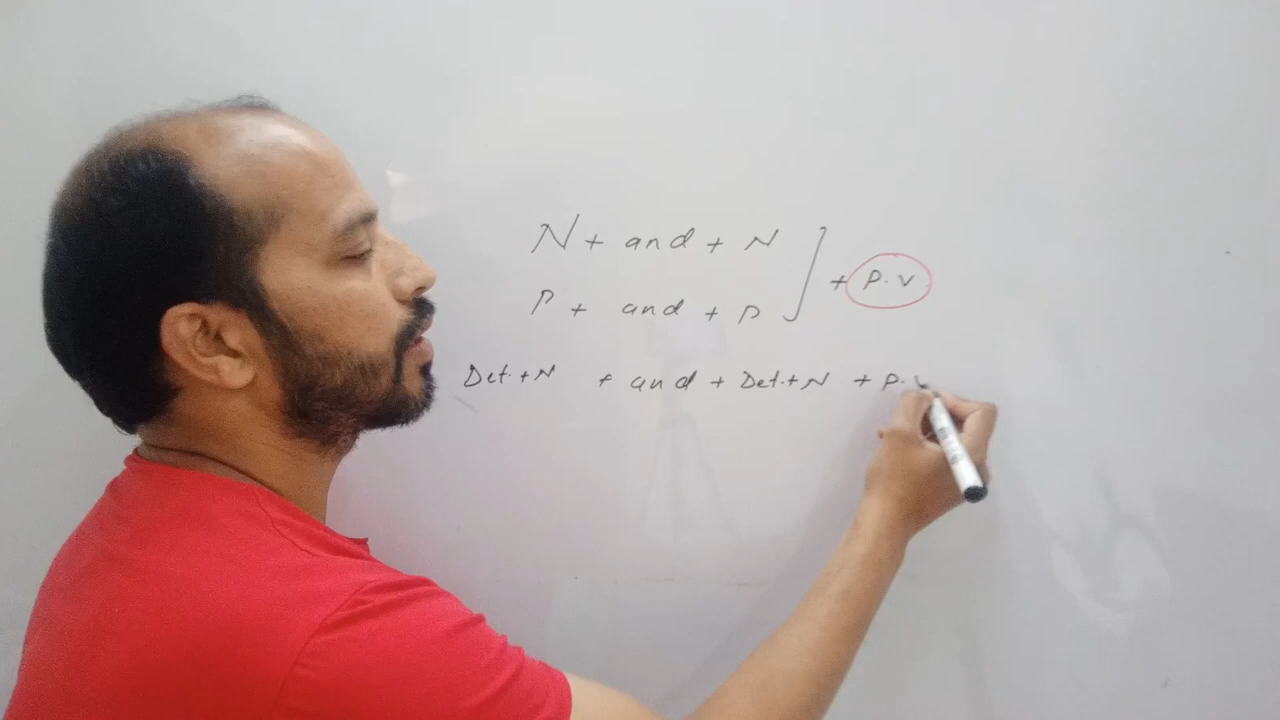 N + and + N ] + P.V.
P + and + P
Det. + N + and + Det. + N + P.V